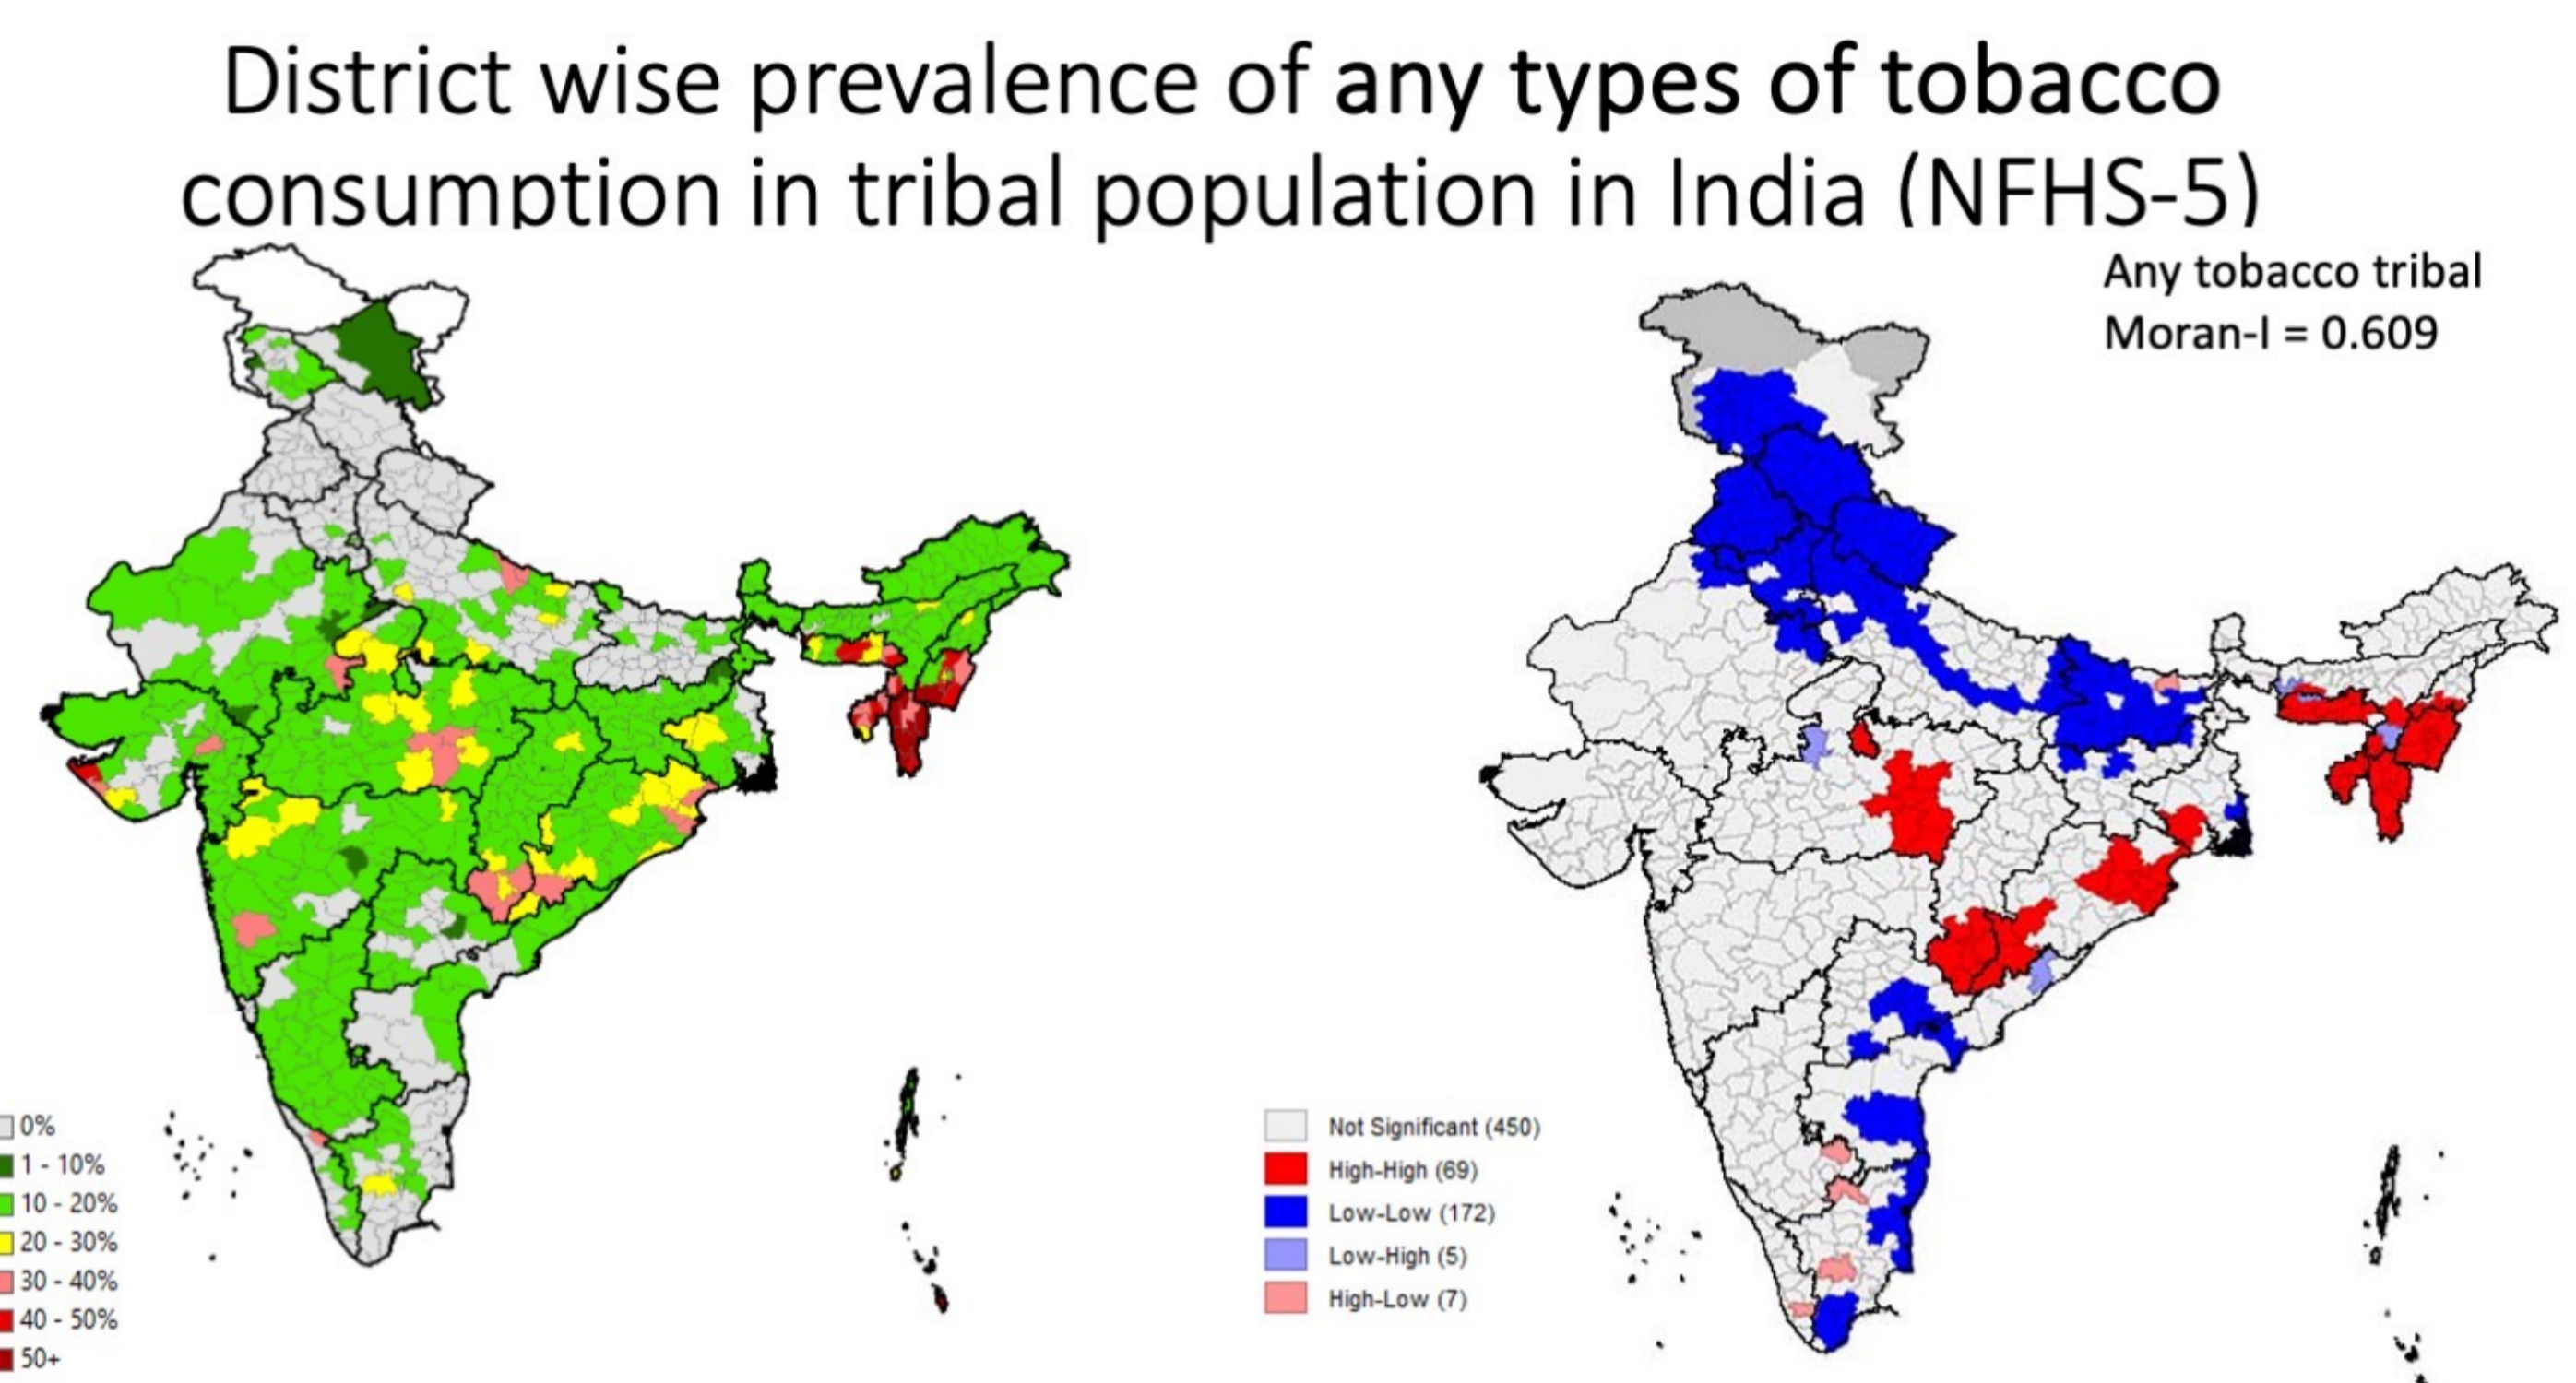 District wise prevalence of any types of tobacco
consumption in tribal population in India (NFHS-5)
Any tobacco tribal
Moran-I = 0.609
0%
1 - 10%
10 - 20%
20 - 30%
30 - 40%
40 - 50%
50+
Not Significant (450)
High-High (69)
Low-Low (172)
Low-High (5)
High-Low (7)